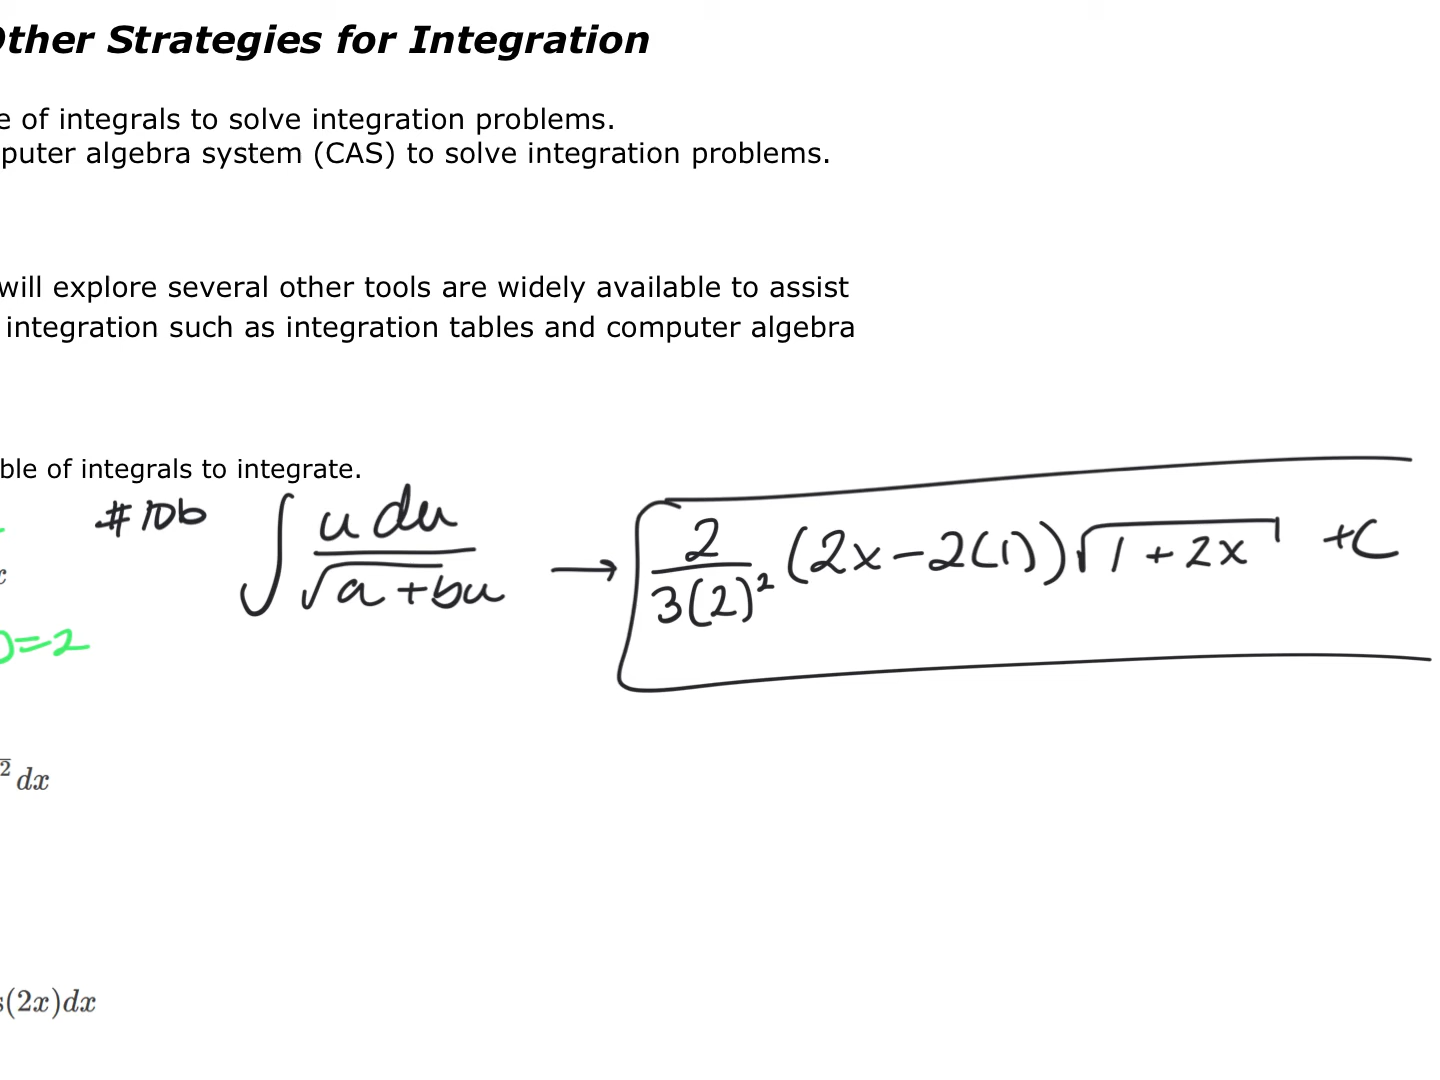 Other Strategies for Integration
e of integrals to solve integration problems.
puter algebra system (CAS) to solve integration problems.
will explore several other tools are widely available to assist
integration such as integration tables and computer algebra
ble of integrals to integrate.
#106 ∫ u du / √(a+bu) → 2/(3(2)²) (2x-2(1)) √(1+2x) +C
=2
2 dx
s(2x)dx